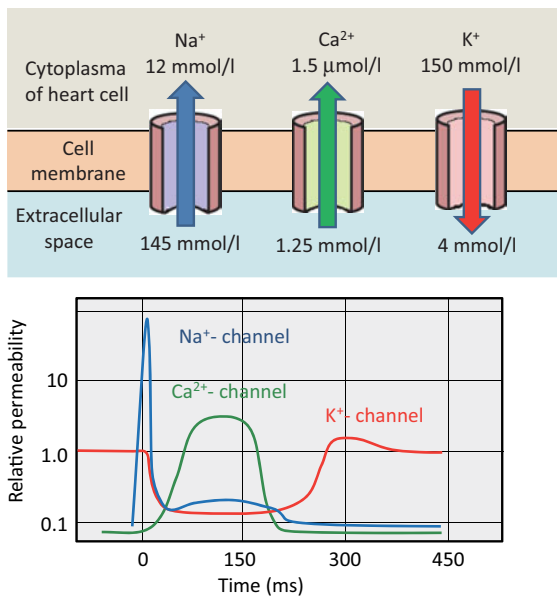 Na⁺ Ca²⁺ K⁺
Cytoplasma 12 mmol/l 1.5 μmol/l 150 mmol/l
of heart cell
Cell
membrane
Extracellular
space 145 mmol/l 1.25 mmol/l 4 mmol/l
Relative permeability
Na⁺- channel
10
Ca²⁺- channel
K⁺- channel
1.0
0.1
0 150 300 450
Time (ms)